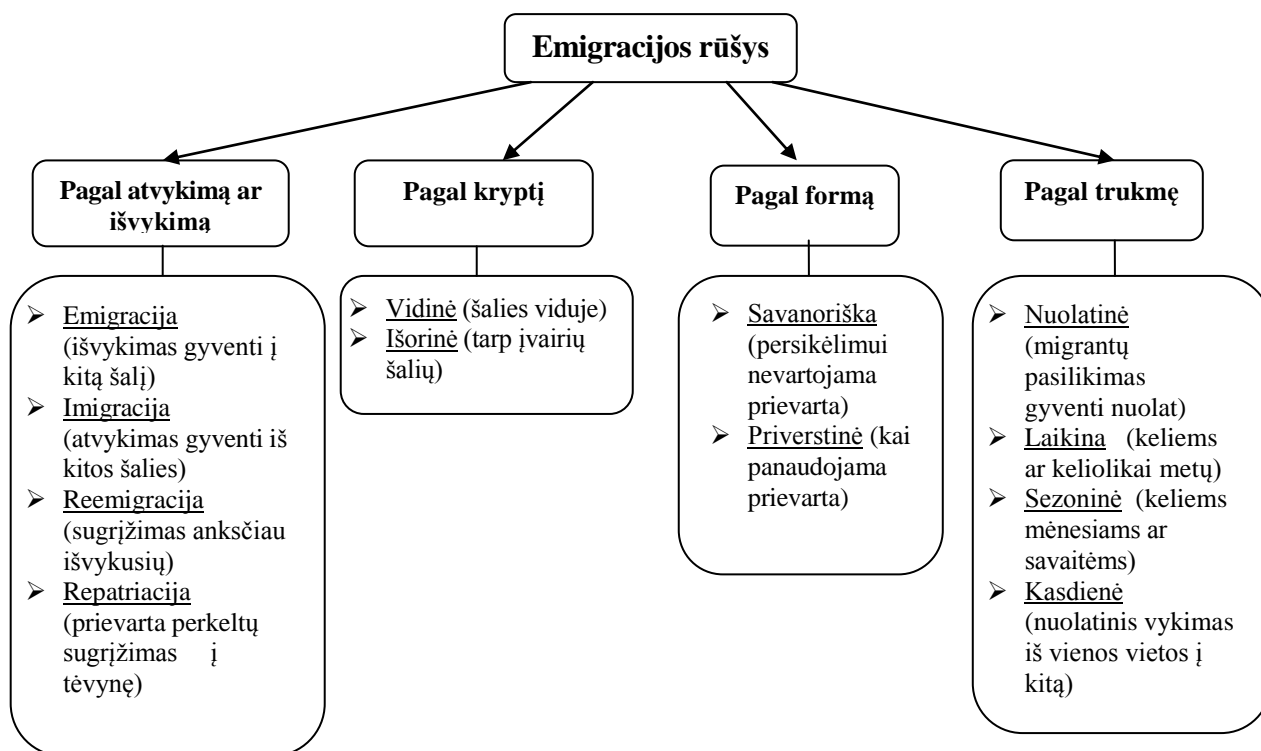 Emigracijos rūšys
Pagal atvykimą ar
išvykimą
Pagal kryptį
Pagal formą
Pagal trukmę
➢ Emigracija
(išvykimas gyventi į
kitą šalį)
➢ Imigracija
(atvykimas gyventi iš
kitos šalies)
➢ Reemigracija
(sugrįžimas anksčiau
išvykusių)
➢ Repatriacija
(prievarta perkeltų
sugrįžimas į
tėvynę)
➢ Vidinė (šalies viduje)
➢ Išorinė (tarp įvairių
šalių)
➢ Savanoriška
(persikėlimui
nevartojama
prievarta)
➢ Priverstinė (kai
panaudojama
prievarta)
➢ Nuolatinė
(migrantų
pasilikimas
gyventi nuolat)
➢ Laikina (keliems
ar keliolikai metų)
➢ Sezoninė (keliems
mėnesiams ar
savaitėms)
➢ Kasdienė
(nuolatinis vykimas
iš vienos vietos į
kitą)